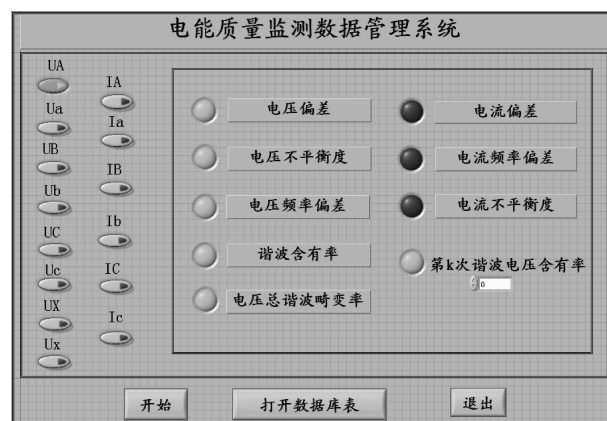 电能质量监测数据管理系统
UA
IA
Ua
Ia
UB
IB
Ub
Ib
UC
IC
Uc
UX
Ic
Ux
电压偏差
电流偏差
电压不平衡度
电流频率偏差
电压频率偏差
电流不平衡度
谐波含有率
第k次谐波电压含有率
0
电压总谐波畸变率
开始
打开数据库表
退出